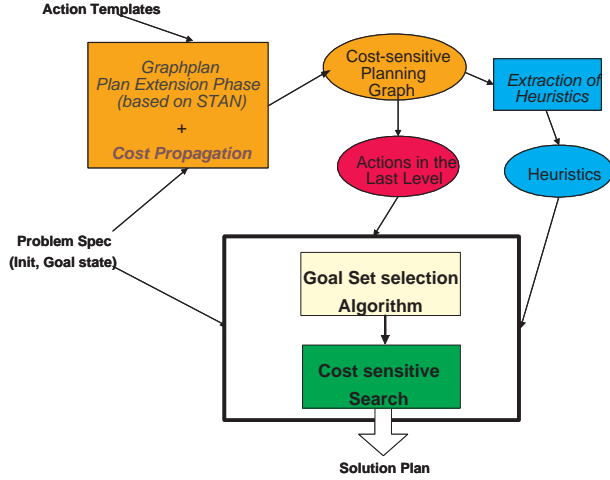 Action Templates
Graphplan
Plan Extension Phase
(based on STAN)
+
Cost Propagation
Cost-sensitive
Planning
Graph
Extraction of
Heuristics
Actions in the
Last Level
Heuristics
Problem Spec
(Init, Goal state)
Goal Set selection
Algorithm
Cost sensitive
Search
Solution Plan